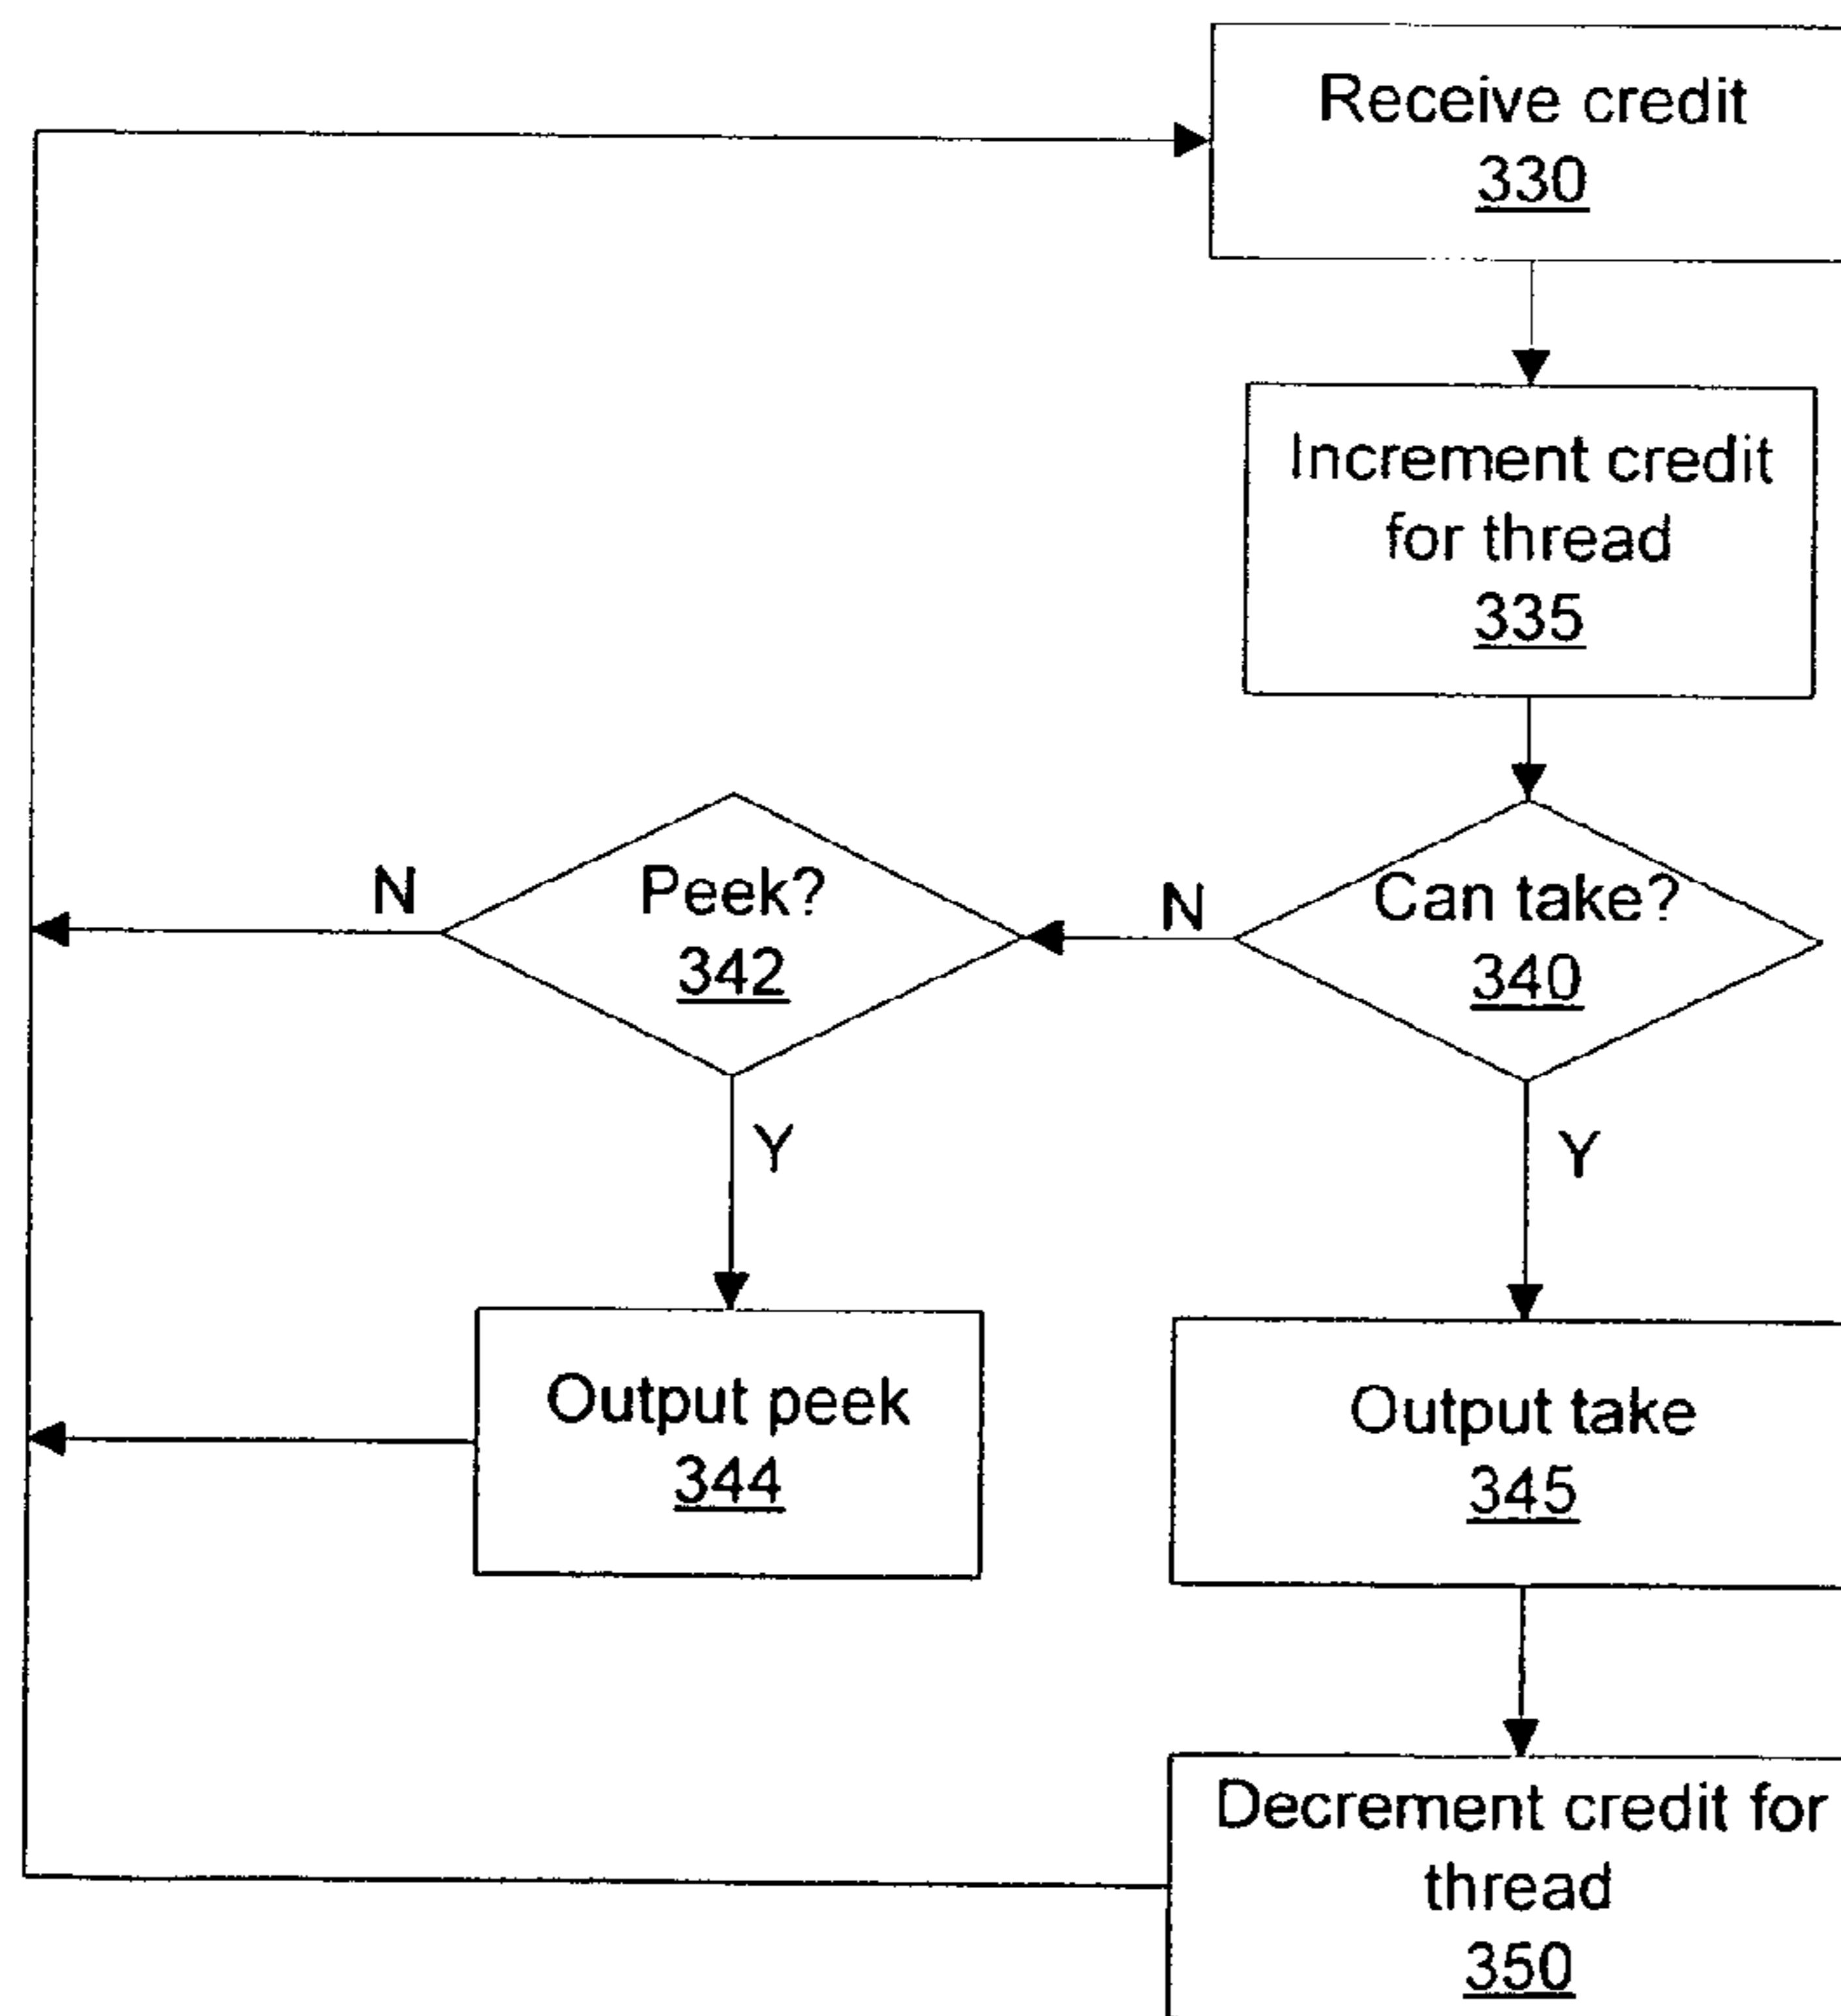 Receive credit
330
Increment credit
for thread
335
N
Peek?
342
N
Can take?
340
Y
Y
Output peek
344
Output take
345
Decrement credit for
thread
350